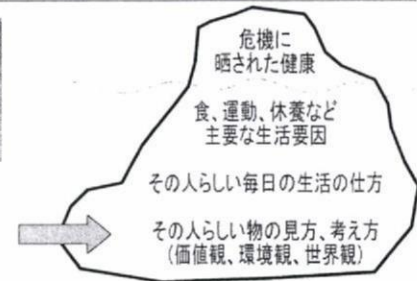 危機に
晒された健康
食、運動、休養など
主要な生活要因
その人らしい毎日の生活の仕方
その人らしい物の見方、考え方
(価値観、環境観、世界観)